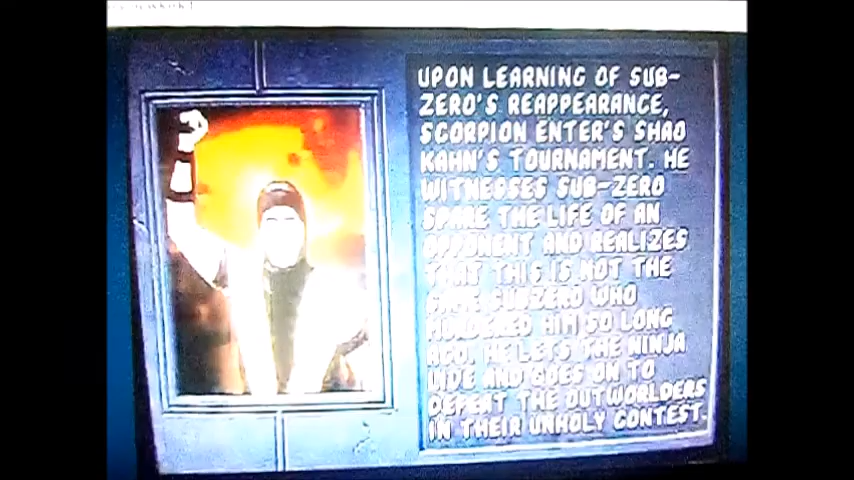 UPON LEARNING OF SUB-
ZERO'S REAPPEARANCE,
SCORPION ENTER'S SHAO
KAHN'S TOURNAMENT. HE
WITNESSES SUB-ZERO
SPARE THE LIFE OF AN
OPPONENT AND REALIZES
THAT THIS IS NOT THE
SAME SUBZERO WHO
MURDERED HIM SO LONG
AGO. HE LETS THE NINJA
LIVE AND GOES ON TO
DEFEAT THE OUTWORLDERS
IN THEIR UNHOLY CONTEST.